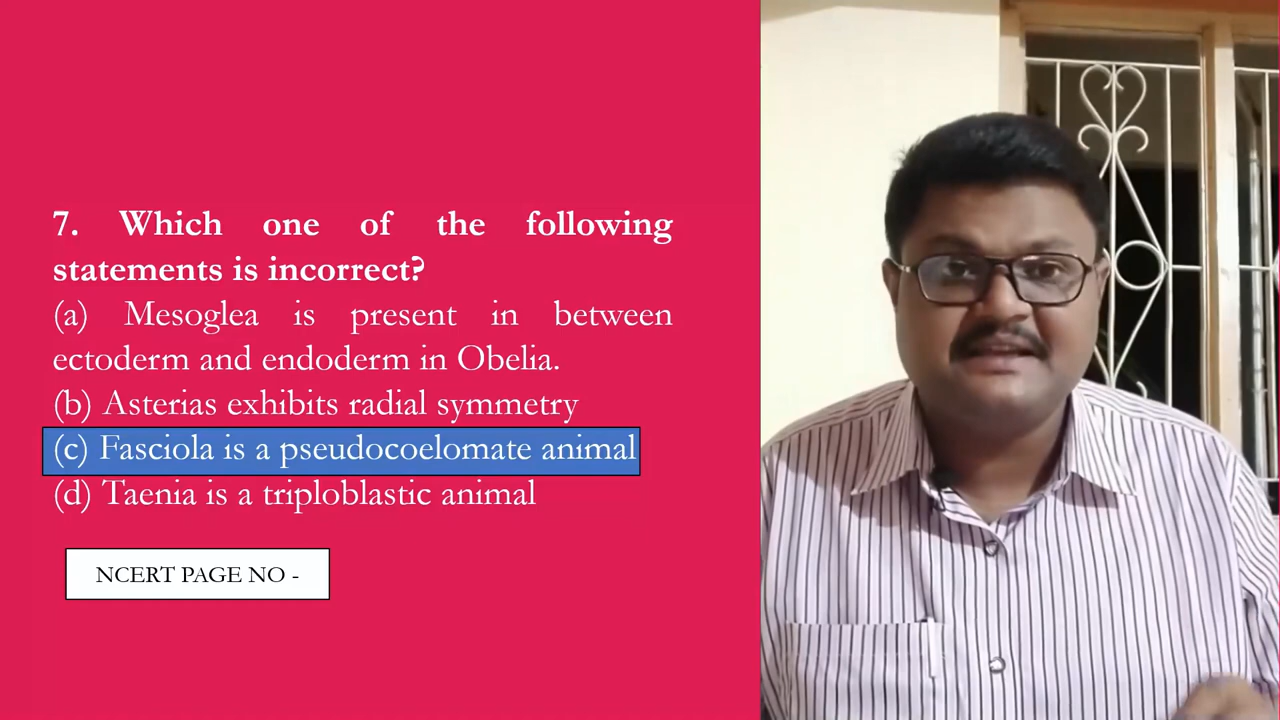 7. Which one of the following
statements is incorrect?
(a) Mesoglea is present in between
ectoderm and endoderm in Obelia.
(b) Asterias exhibits radial symmetry
(c) Fasciola is a pseudocoelomate animal
(d) Taenia is a triploblastic animal
NCERT PAGE NO -